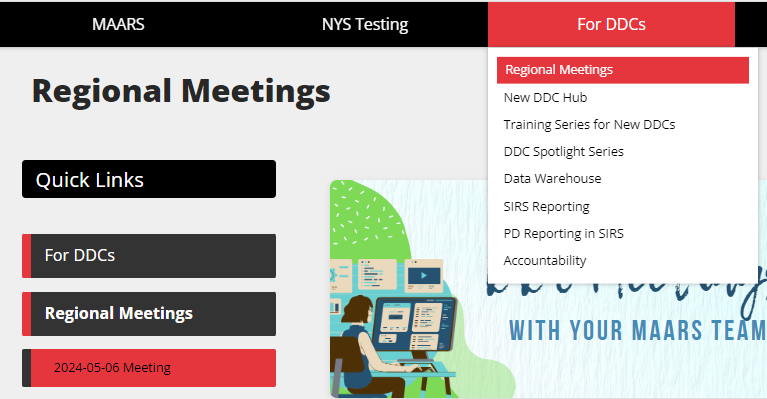 MAARS
NYS Testing
For DDCs
Regional Meetings
New DDC Hub
Training Series for New DDCs
DDC Spotlight Series
Data Warehouse
SIRS Reporting
PD Reporting in SIRS
Accountability
Regional Meetings
Quick Links
For DDCs
Regional Meetings
2024-05-06 Meeting
WITH YOUR MAARS TEAM